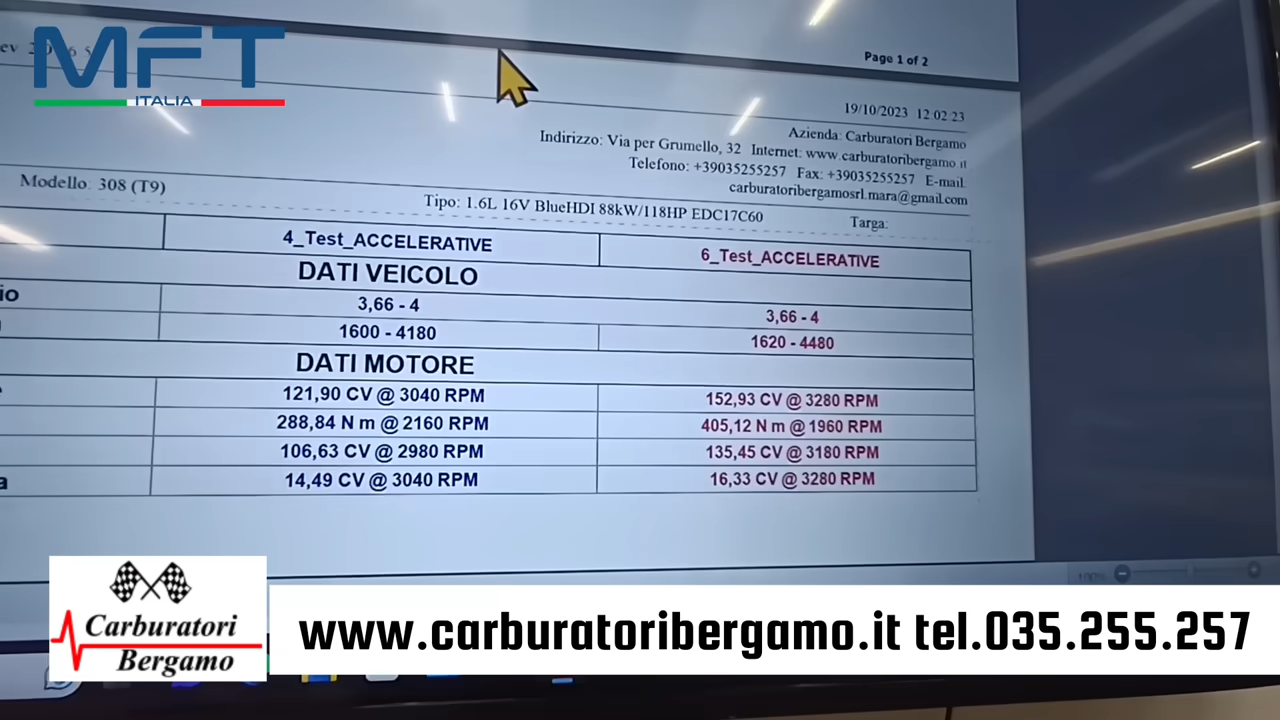 MFT
ITALIA
Page 1 of 2
19/10/2023 12:02:23
Azienda: Carburatori Bergamo
Indirizzo: Via per Grumello, 32 Internet: www.carburatoribergamo.it
Telefono: +39035255257 Fax: +39035255257 E-mail:
carburatoribergamosrl.mara@gmail.com
Modello: 308 (T9)
Tipo: 1.6L 16V BlueHDI 88kW/118HP EDC17C60
Targa:
4_Test_ACCELERATIVE 6_Test_ACCELERATIVE
DATI VEICOLO
3,66 - 4 3,66 - 4
1600 - 4180 1620 - 4480
DATI MOTORE
121,90 CV @ 3040 RPM 152,93 CV @ 3280 RPM
288,84 N m @ 2160 RPM 405,12 N m @ 1960 RPM
106,63 CV @ 2980 RPM 135,45 CV @ 3180 RPM
14,49 CV @ 3040 RPM 16,33 CV @ 3280 RPM
100%
Carburatori
Bergamo
www.carburatoribergamo.it tel.035.255.257